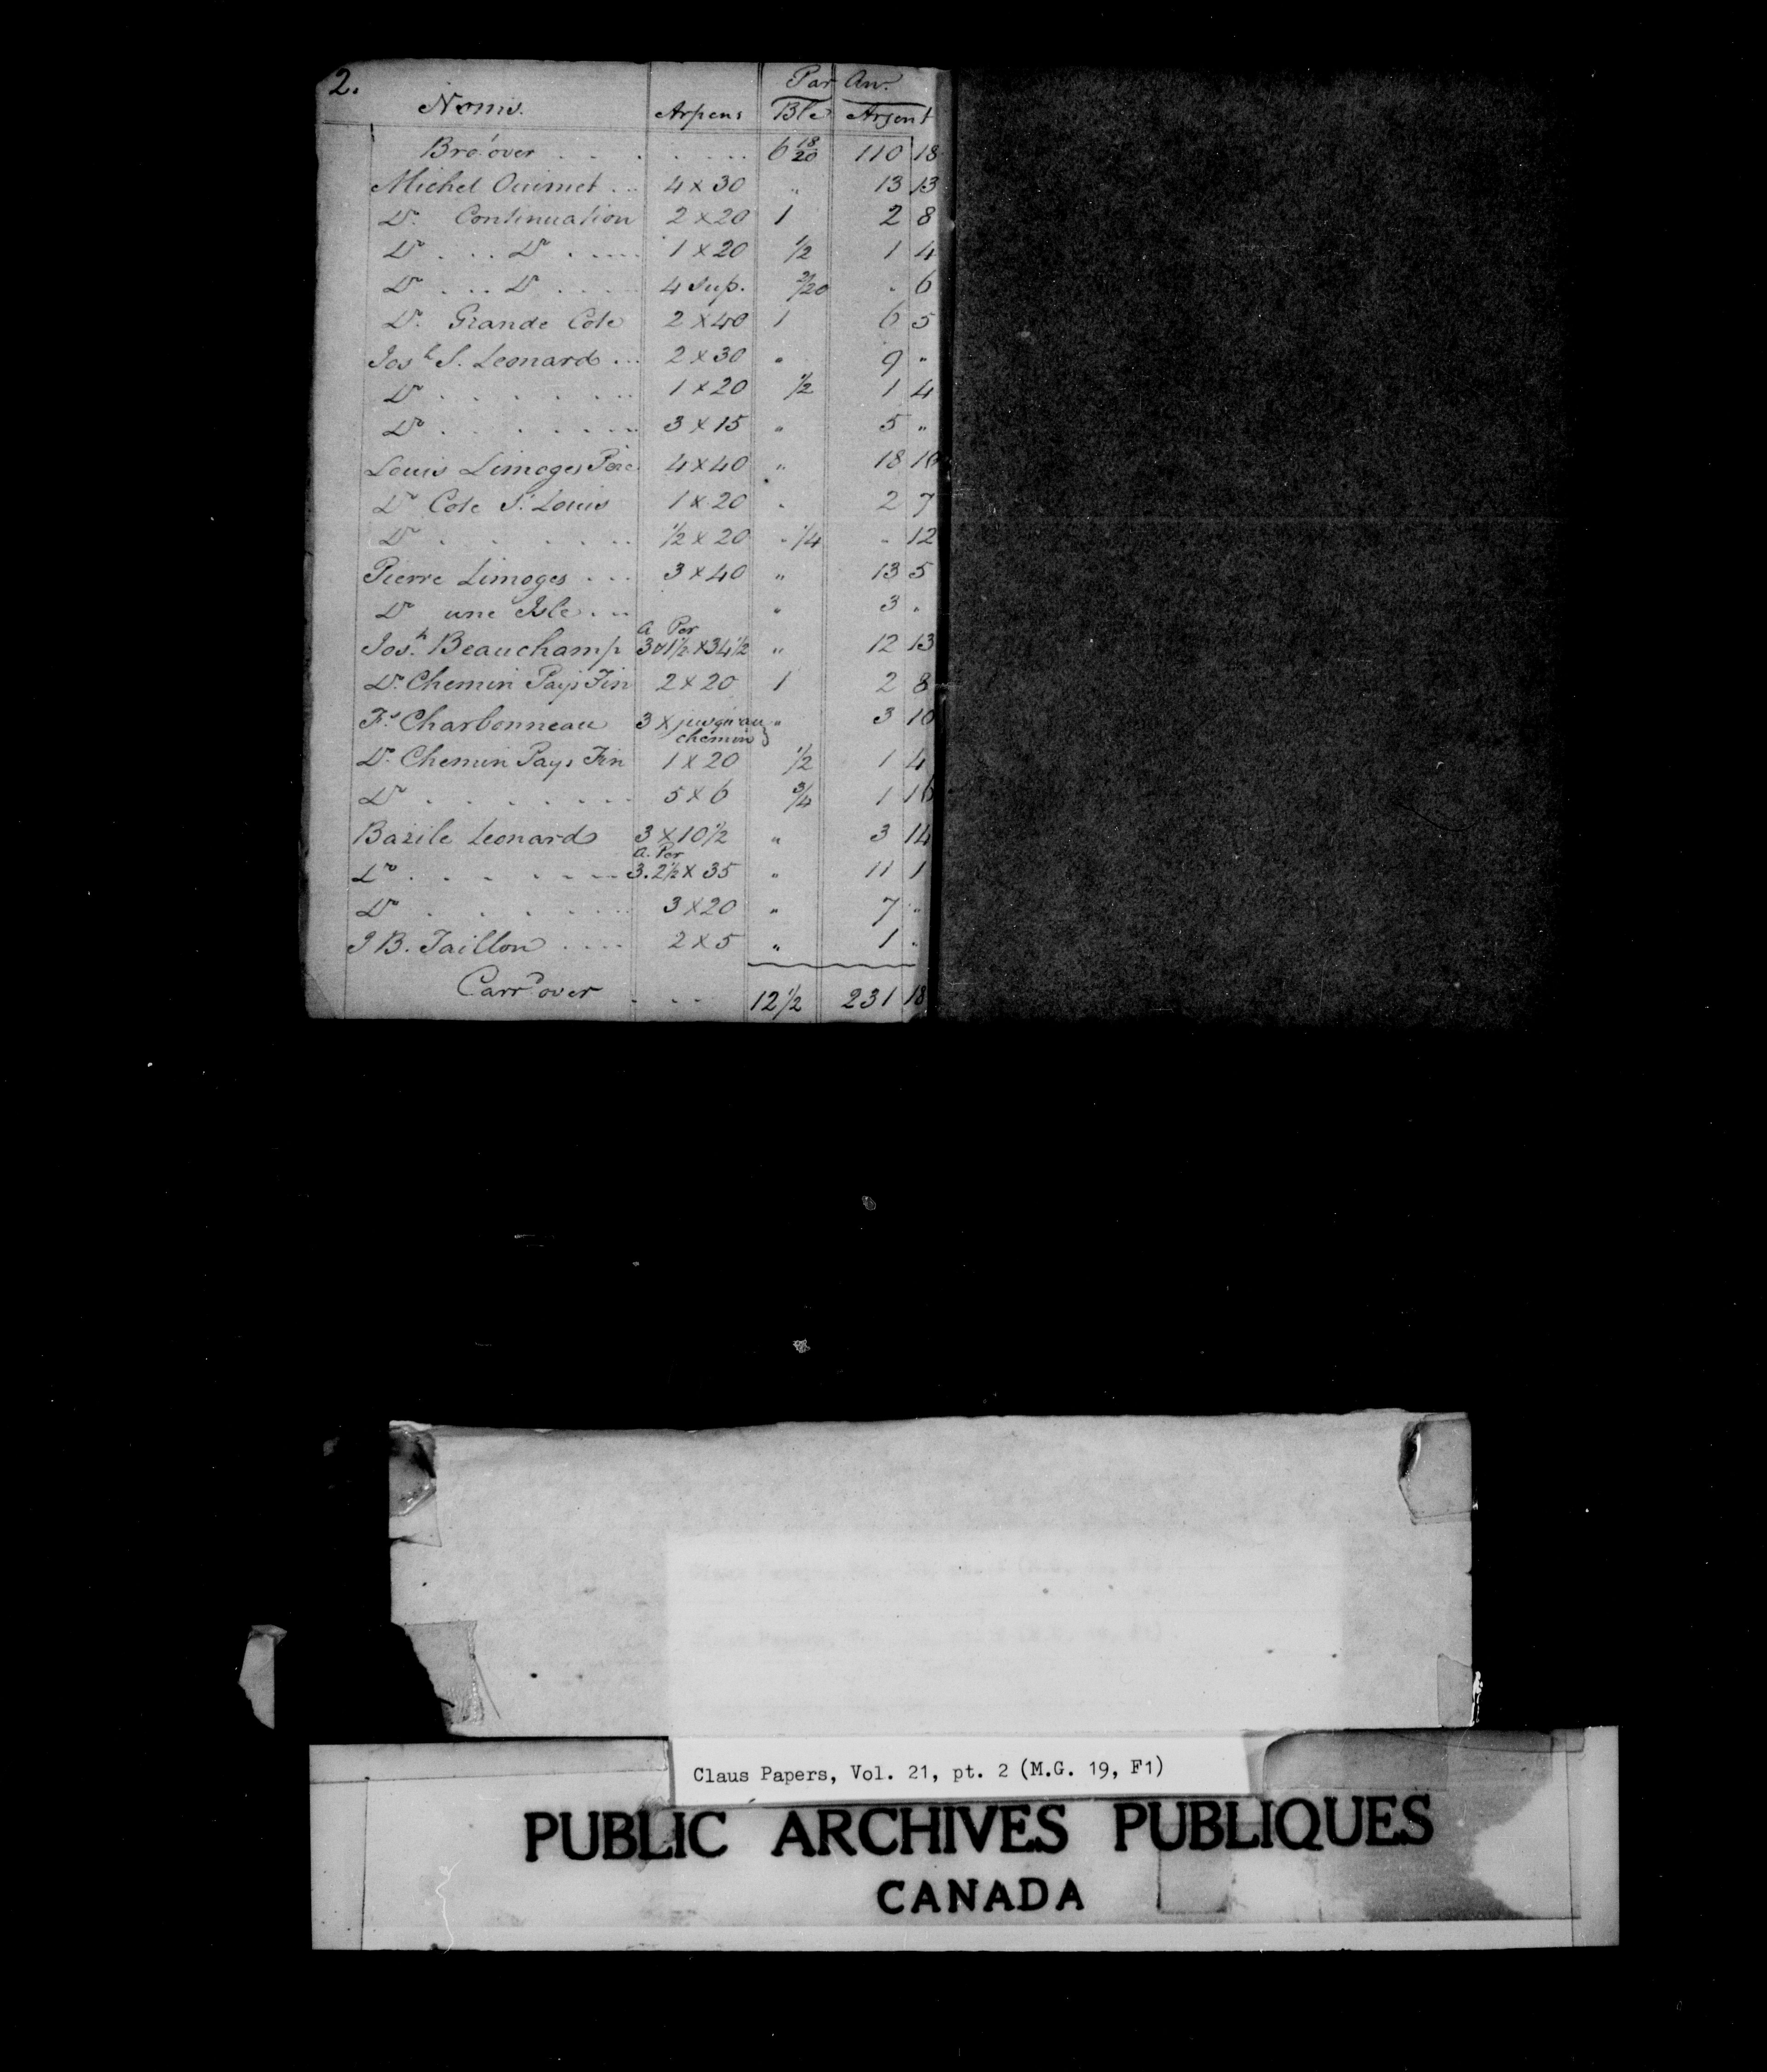 2.
Par An.
Noms. Arpens Blé Argent
Bro't over . . . . . . . 6 18/20 110 18
Michel Ouimet . . . 4 x 30 " 13 13
Do. Continuation 2 x 20 1 2 8
Do . . . Do . . . . . 1 x 20 1/2 1 4
Do . . . Do . . . . 4 Sup. 2/20 . 6
Do. Grande Cote 2 x 40 1 6 5
Josh S. Leonard . . . 2 x 30 " 9 "
Do . . . . . . . . 1 x 20 1/2 1 4
Do . . . . . . . . 3 x 15 " 5 "
Louis Limoges Pere 4 x 40 " 18 16
Do Cote St. Louis 1 x 20 . 2 7
Do . . . . . . . 1/2 x 20 " 1/4 " 12
Pierre Limoges . . . 3 x 40 " 13 5
Do une Isle . . . " 3 "
A Per
Josh. Beauchamp 3 " 1 1/2 x 34 1/2 " 12 13
Do. Chemin Pays Fin 2 x 20 1 2 8
Fs. Charbonneau 3 x jusqu'au " 3 10
chemin }
Do. Chemin Pays Fin 1 x 20 1/2 1 4
Do . . . . . . . . 5 x 6 3/4 1 16
Bazile Leonard 3 x 10 1/2 " 3 14
A. Per
Do . . . . . . . . 3. 2 1/2 x 35 " 11 1
Do . . . . . . . 3 x 20 " 7 "
J B. Taillon . . . . 2 x 5 " 1 "
Carrd over . . . 12 1/2 231 18
Claus Papers, Vol. 21, pt. 2 (M.G. 19, F1)
PUBLIC ARCHIVES PUBLIQUES
CANADA